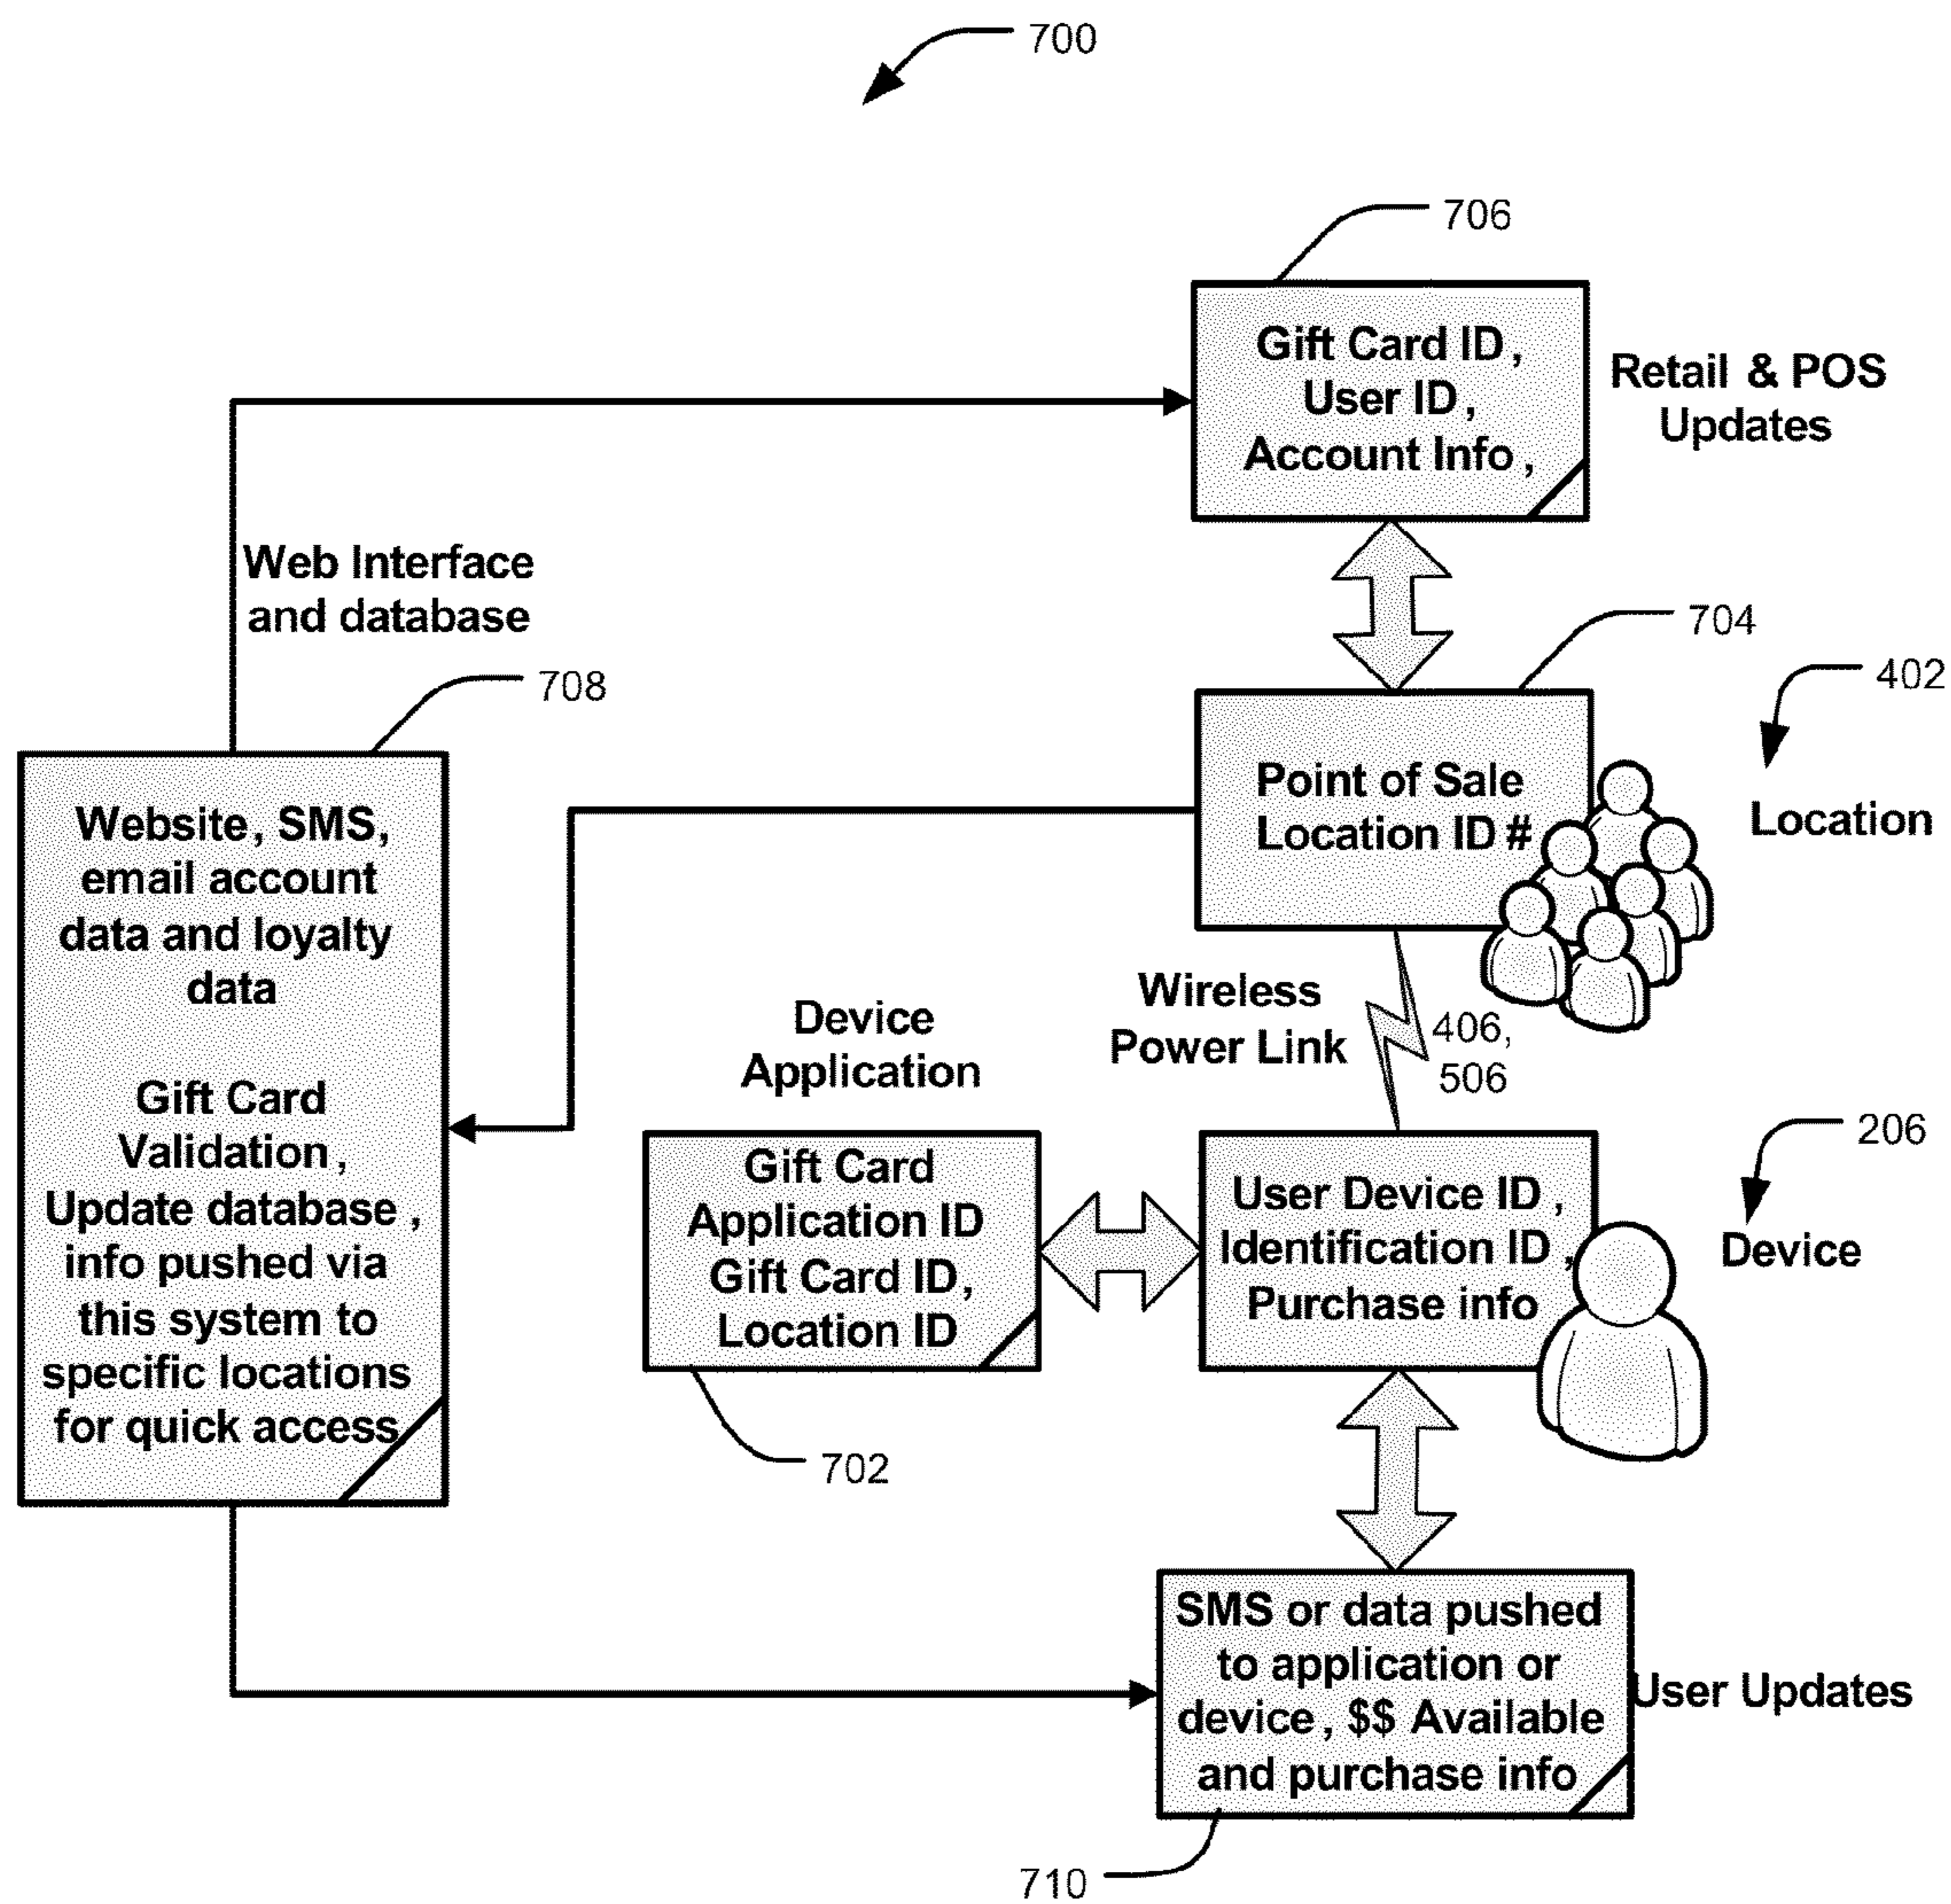 700
706
Gift Card ID,
User ID,
Account Info,
Retail & POS
Updates
Web Interface
and database
704
402
708
Point of Sale
Location ID #
Location
Website, SMS,
email account
data and loyalty
data
Gift Card
Validation,
Update database,
info pushed via
this system to
specific locations
for quick access
Wireless
Power Link
406,
506
Device
Application
206
Gift Card
Application ID
Gift Card ID,
Location ID
User Device ID,
Identification ID,
Purchase info
Device
702
SMS or data pushed
to application or
device, $$ Available
and purchase info
User Updates
710